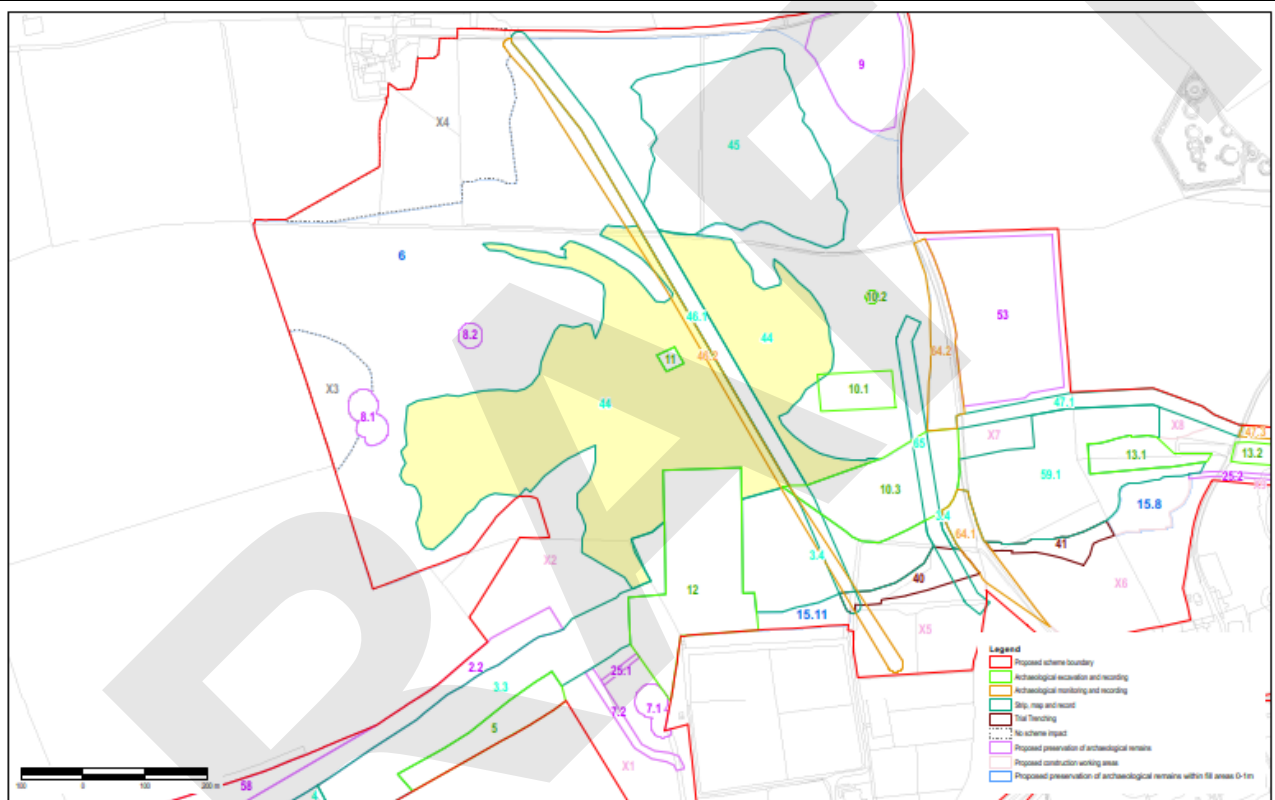 9
X4
45
6
53
10.2
46.1
44
8.2
46.2
64.2
11
X3
10.1
8.1
44
47.1
X8
47.3
X7
65
13.1
13.2
59.1
25.2
10.3
15.8
3.4
64.1
41
3.4
X2
40
X6
12
15.11
X5
2.2
25.1
3.3
7.1
7.2
5
X1
58
4
Legend
Proposed scheme boundary
Archaeological excavation and recording
Archaeological monitoring and recording
Strip, map and record
Trial Trenching
No scheme impact
Proposed preservation of archaeological remains
Proposed construction working areas
Proposed preservation of archaeological remains within fill areas 0-1m
100 0 100 200 m
DRAFT